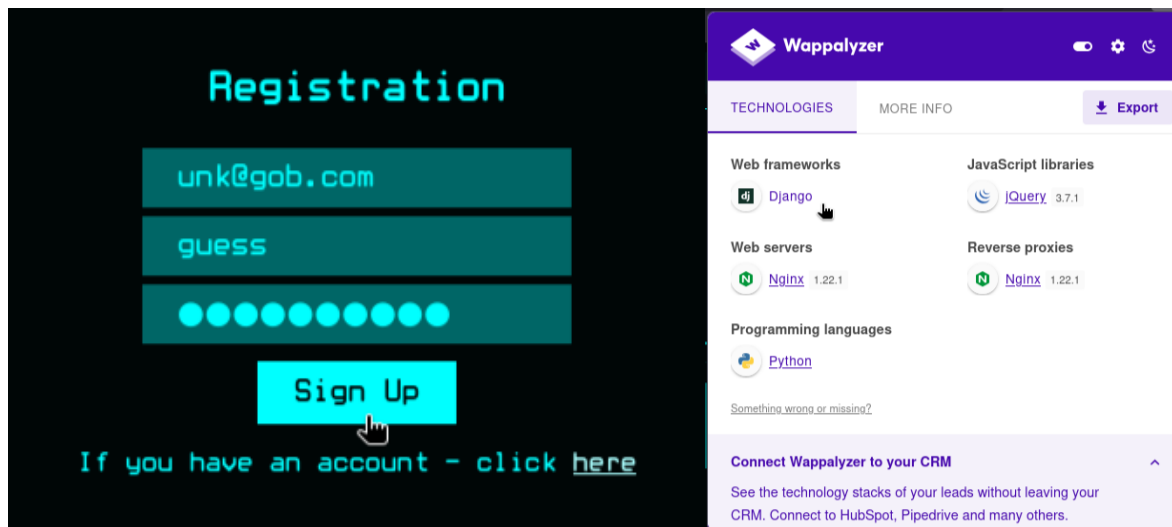 Registration
unk@gob.com
guess
●●●●●●●●●●
Sign Up
If you have an account - click here
Wappalyzer
TECHNOLOGIES
MORE INFO
Export
Web frameworks
JavaScript libraries
dj Django
jQuery 3.7.1
Web servers
Reverse proxies
N Nginx 1.22.1
N Nginx 1.22.1
Programming languages
Python
Something wrong or missing?
Connect Wappalyzer to your CRM
See the technology stacks of your leads without leaving your
CRM. Connect to HubSpot, Pipedrive and many others.